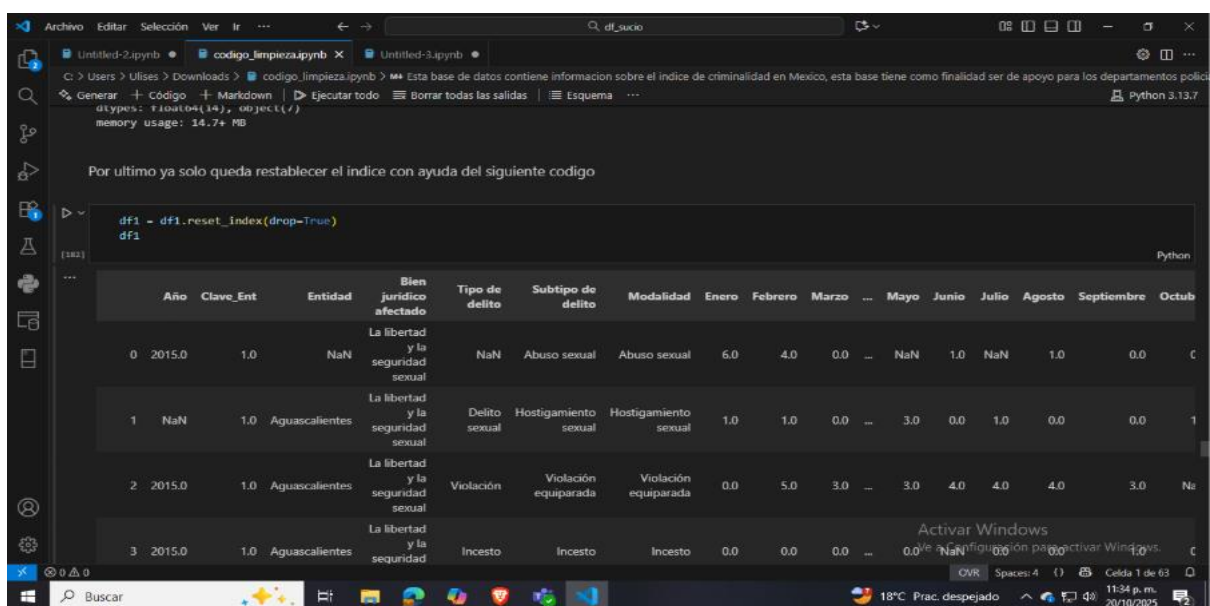 Archivo Editar Selección Ver Ir ··· df_sucio
Untitled-2.ipynb codigo_limpieza.ipynb Untitled-3.ipynb
C: > Users > Ulises > Downloads > codigo_limpieza.ipynb > Esta base de datos contiene informacion sobre el indice de criminalidad en Mexico, esta base tiene como finalidad ser de apoyo para los departamentos polici
Generar + Código + Markdown Ejecutar todo Borrar todas las salidas Esquema ··· Python 3.13.7
dtypes: float64(14), object(7)
memory usage: 14.7+ MB
Por ultimo ya solo queda restablecer el indice con ayuda del siguiente codigo
df1 = df1.reset_index(drop=True)
df1
[182] Python
Año Clave_Ent Entidad Bien jurídico afectado Tipo de delito Subtipo de delito Modalidad Enero Febrero Marzo ... Mayo Junio Julio Agosto Septiembre Octub
0 2015.0 1.0 NaN La libertad y la seguridad sexual NaN Abuso sexual Abuso sexual 6.0 4.0 0.0 ... NaN 1.0 NaN 1.0 0.0
1 NaN 1.0 Aguascalientes La libertad y la seguridad sexual Delito sexual Hostigamiento sexual Hostigamiento sexual 1.0 1.0 0.0 ... 3.0 0.0 1.0 0.0 0.0 1
2 2015.0 1.0 Aguascalientes La libertad y la seguridad sexual Violación Violación equiparada Violación equiparada 0.0 5.0 3.0 ... 3.0 4.0 4.0 4.0 3.0 Na
3 2015.0 1.0 Aguascalientes La libertad y la seguridad Incesto Incesto Incesto 0.0 0.0 0.0 ... 0.0 NaN 0.0 0.0 1.0
Activar Windows
Ve a Configuración para activar Windows.
0 0 OVR Spaces: 4 {} Celda 1 de 63
Buscar 18°C Prac. despejado 11:34 p. m.
20/10/2025